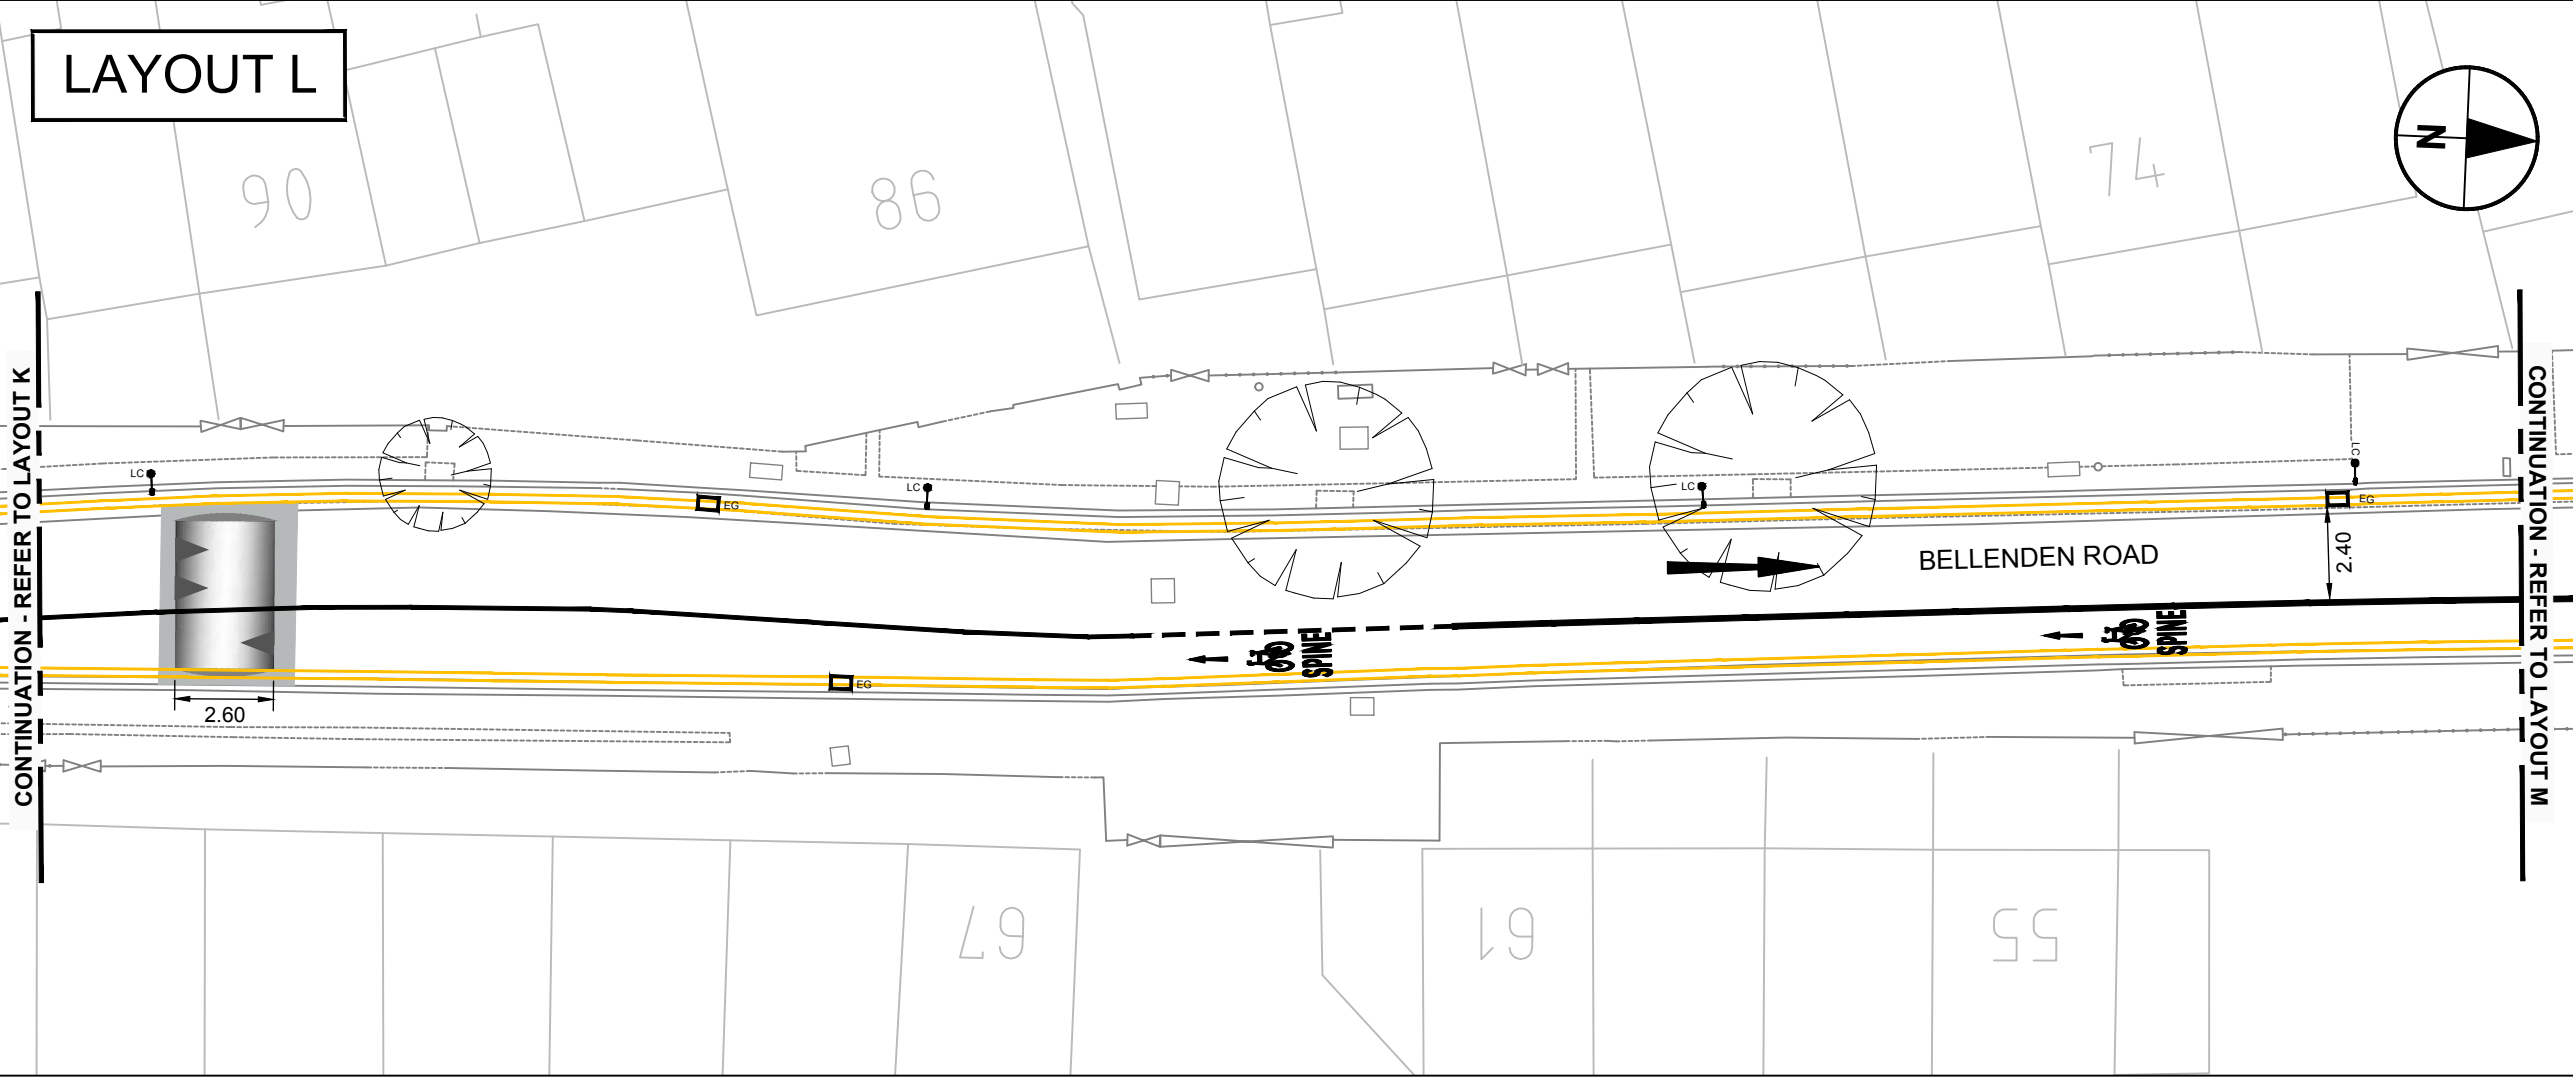 LAYOUT L
N
90
86
74
CONTINUATION - REFER TO LAYOUT K
CONTINUATION - REFER TO LAYOUT M
LC
LC
LC
LC
EG
EG
EG
BELLENDEN ROAD
2.40
SPINE
SPINE
2.60
67
61
55